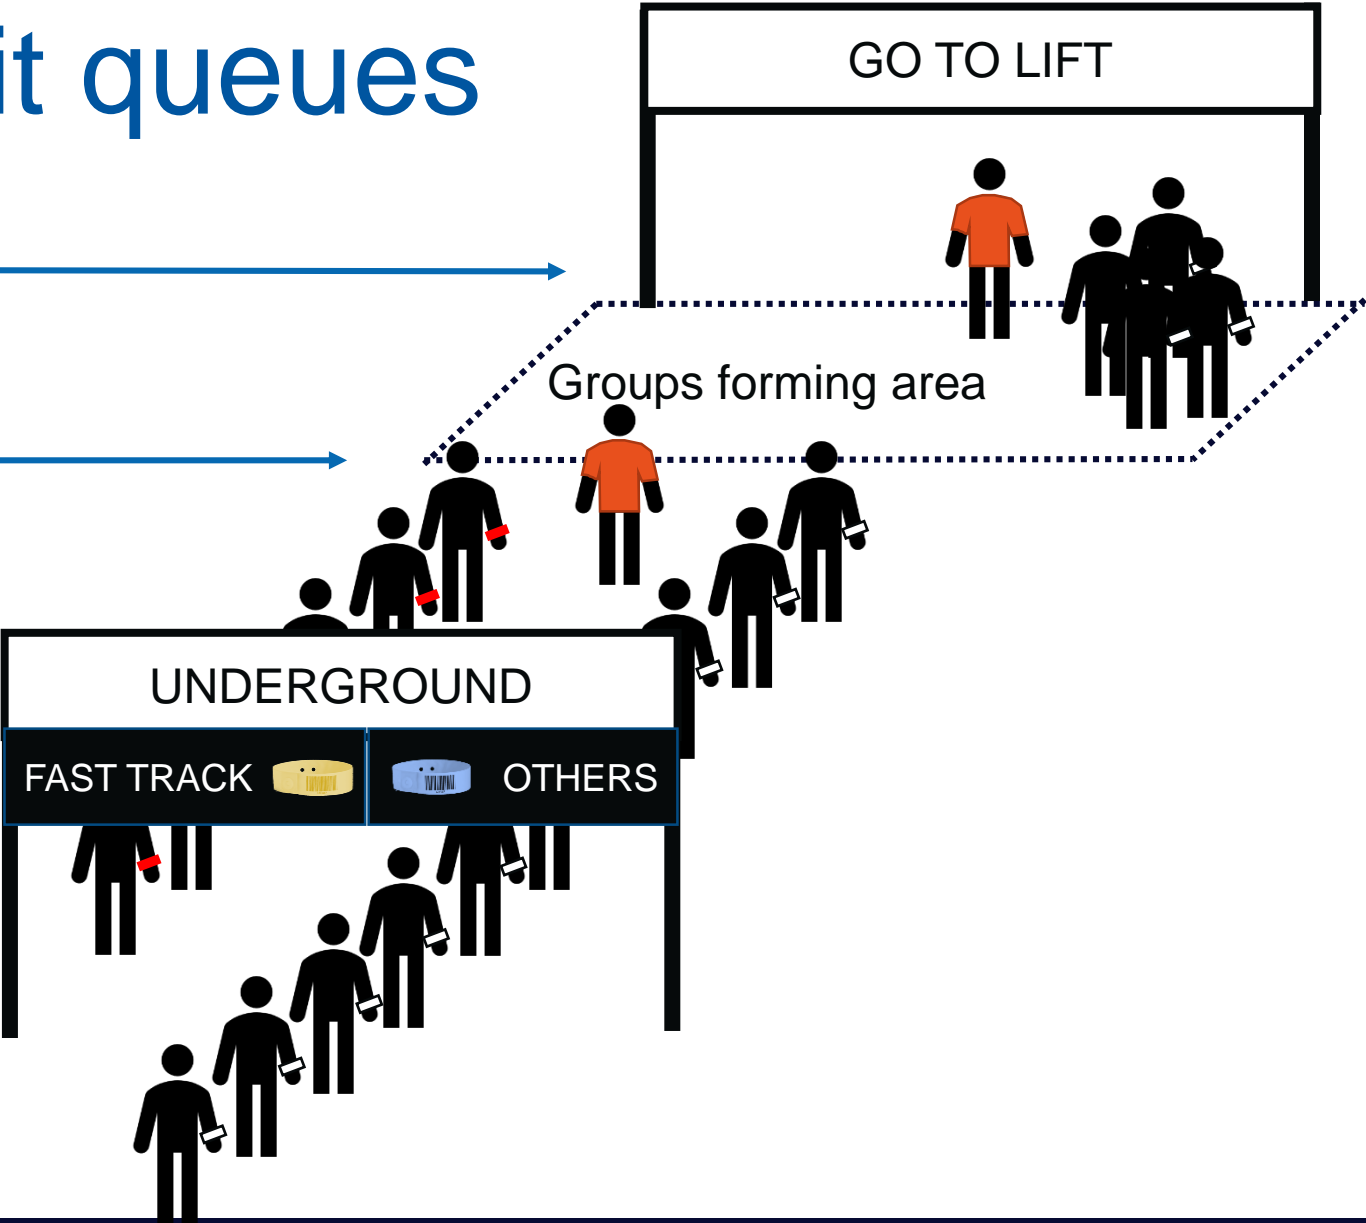 it queues
GO TO LIFT
Groups forming area
UNDERGROUND
FAST TRACK
OTHERS